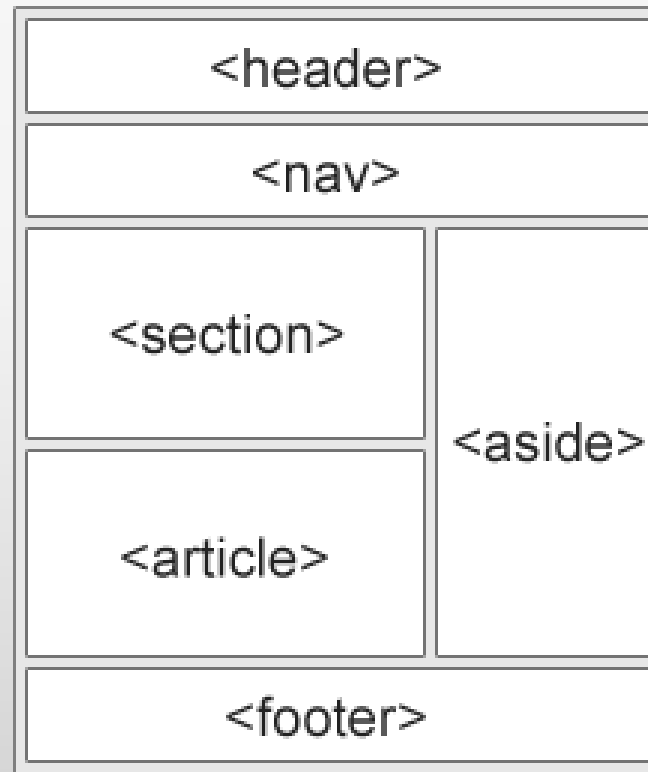 <header>
<nav>
<section>
<aside>
<article>
<footer>